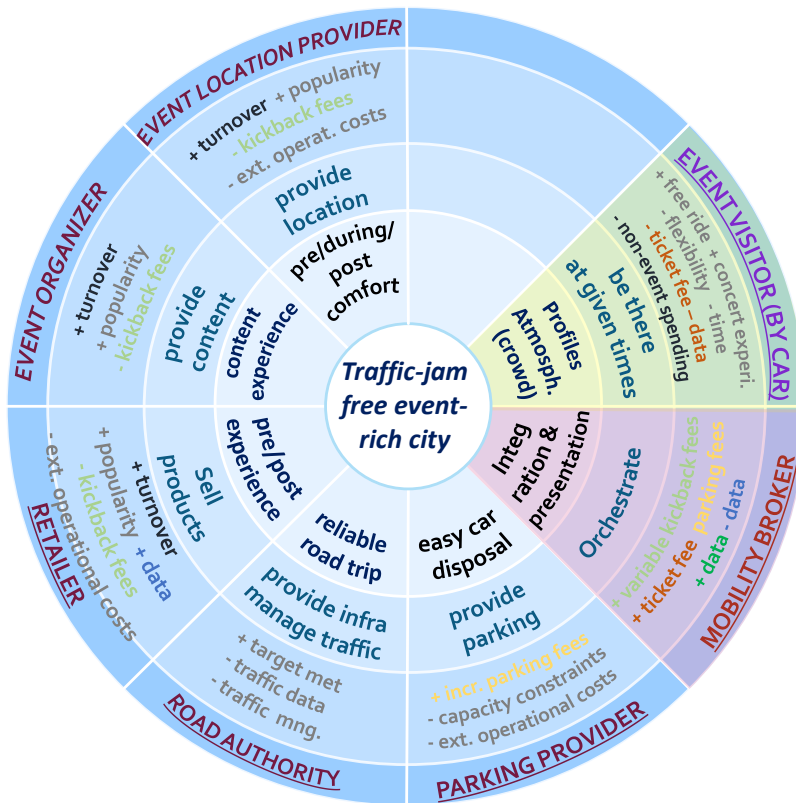 Traffic-jam
free event-
rich city
EVENT LOCATION PROVIDER
+ turnover + popularity
- kickback fees
- ext. operat. costs
provide
location
pre/during/
post
comfort
EVENT VISITOR (BY CAR)
+ free ride + concert experi.
- flexibility - time
- ticket fee – data
- non-event spending
be there
at given times
Profiles
Atmosph.
(crowd)
MOBILITY BROKER
+ variable kickback fees
+ ticket fee parking fees
+ data - data
Orchestrate
Integ
ration &
presentation
PARKING PROVIDER
+ incr. parking fees
- capacity constraints
- ext. operational costs
provide
parking
easy car
disposal
ROAD AUTHORITY
+ target met
- traffic data
- traffic mng.
provide infra
manage traffic
reliable
road trip
RETAILER
+ turnover
+ popularity + data
- kickback fees
- ext. operational costs
Sell
products
pre/post
experience
EVENT ORGANIZER
+ turnover
+ popularity
- kickback fees
provide
content
content
experience